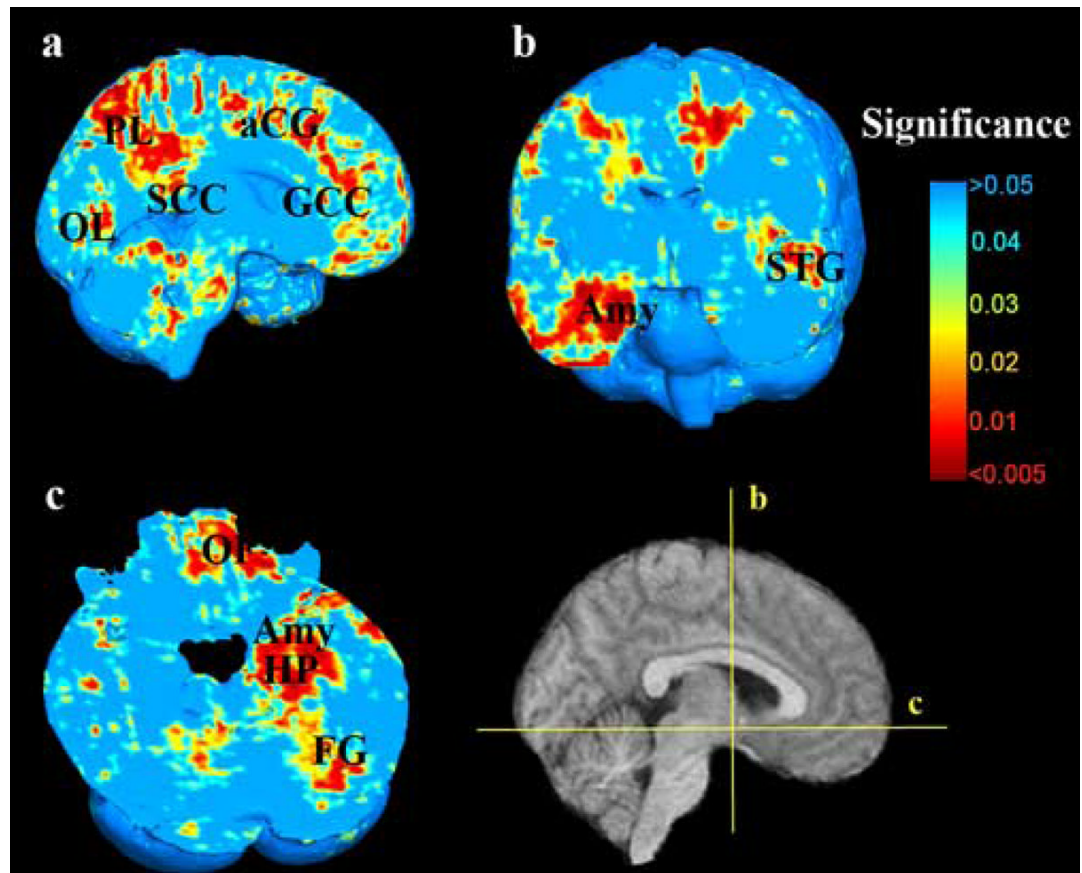 a
PL
aCG
SCC
GCC
OL
b
STG
Amy
Significance
>0.05
0.04
0.03
0.02
0.01
<0.005
c
Amy
HP
FG
b
c